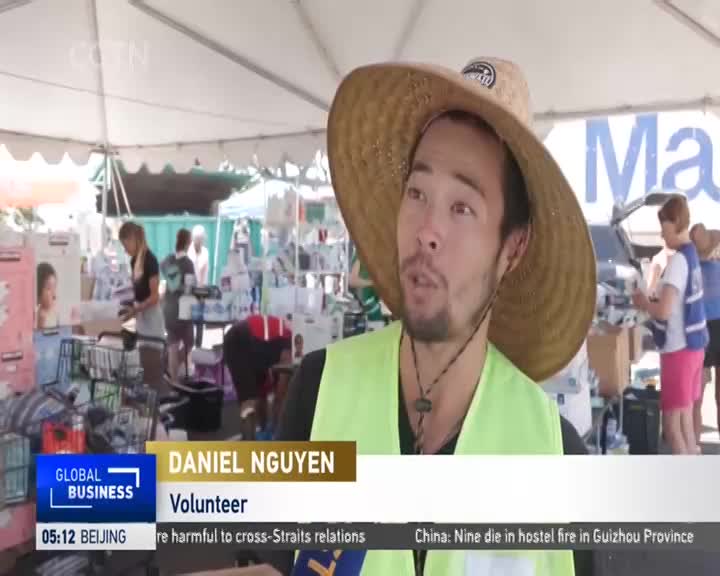 CGTN
Ma
DANIEL NGUYEN
GLOBAL
BUSINESS
Volunteer
05:12 BEIJING
re harmful to cross-Straits relations China: Nine die in hostel fire in Guizhou Province